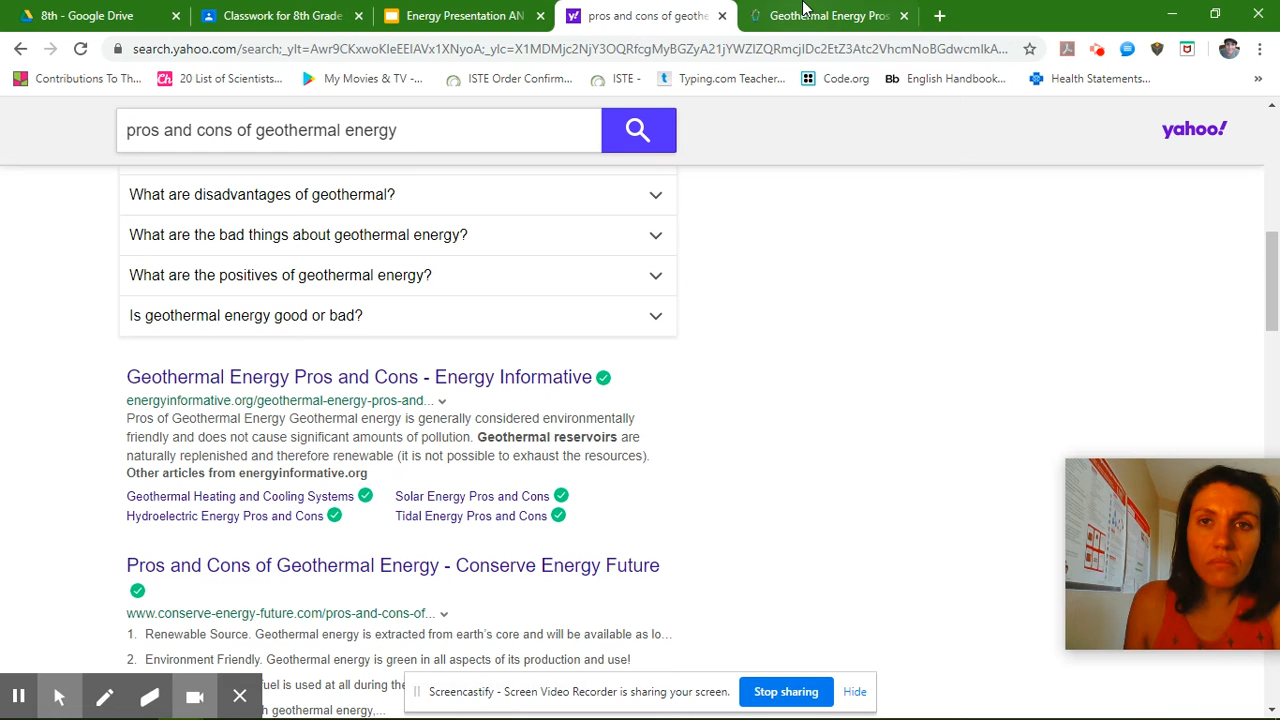 8th - Google Drive
Classwork for 8th Grade
Energy Presentation AN
pros and cons of geothe
Geothermal Energy Pros
search.yahoo.com/search;_ylt=Awr9CKxwoKleEEIAVx1XNyoA;_ylc=X1MDMjc2NjY3OQRfcgMyBGZyA21jYWZlZQRmcjIDc2EtZ3Atc2VhcmNoBGdwcmlkA...
Contributions To Th...
20 List of Scientists...
My Movies & TV -...
ISTE Order Confirm...
ISTE -
Typing.com Teacher...
Code.org
Bb English Handbook...
Health Statements...
pros and cons of geothermal energy
yahoo!
What are disadvantages of geothermal?
What are the bad things about geothermal energy?
What are the positives of geothermal energy?
Is geothermal energy good or bad?
Geothermal Energy Pros and Cons - Energy Informative
energyinformative.org/geothermal-energy-pros-and...
Pros of Geothermal Energy Geothermal energy is generally considered environmentally
friendly and does not cause significant amounts of pollution. Geothermal reservoirs are
naturally replenished and therefore renewable (it is not possible to exhaust the resources).
Other articles from energyinformative.org
Geothermal Heating and Cooling Systems
Solar Energy Pros and Cons
Hydroelectric Energy Pros and Cons
Tidal Energy Pros and Cons
Pros and Cons of Geothermal Energy - Conserve Energy Future
www.conserve-energy-future.com/pros-and-cons-of...
1. Renewable Source. Geothermal energy is extracted from earth's core and will be available as lo...
2. Environment Friendly. Geothermal energy is green in all aspects of its production and use!
fuel is used at all during the
h geothermal energy,...
Screencastify - Screen Video Recorder is sharing your screen.
Stop sharing
Hide